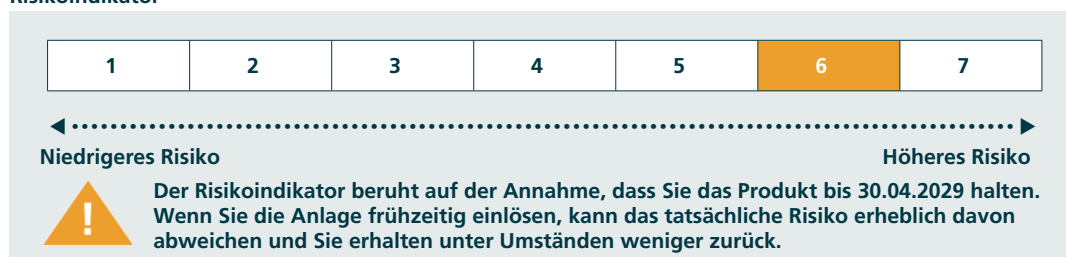 Risikoindikator
1 2 3 4 5 6 7
Niedrigeres Risiko Höheres Risiko
!
Der Risikoindikator beruht auf der Annahme, dass Sie das Produkt bis 30.04.2029 halten.
Wenn Sie die Anlage frühzeitig einlösen, kann das tatsächliche Risiko erheblich davon
abweichen und Sie erhalten unter Umständen weniger zurück.